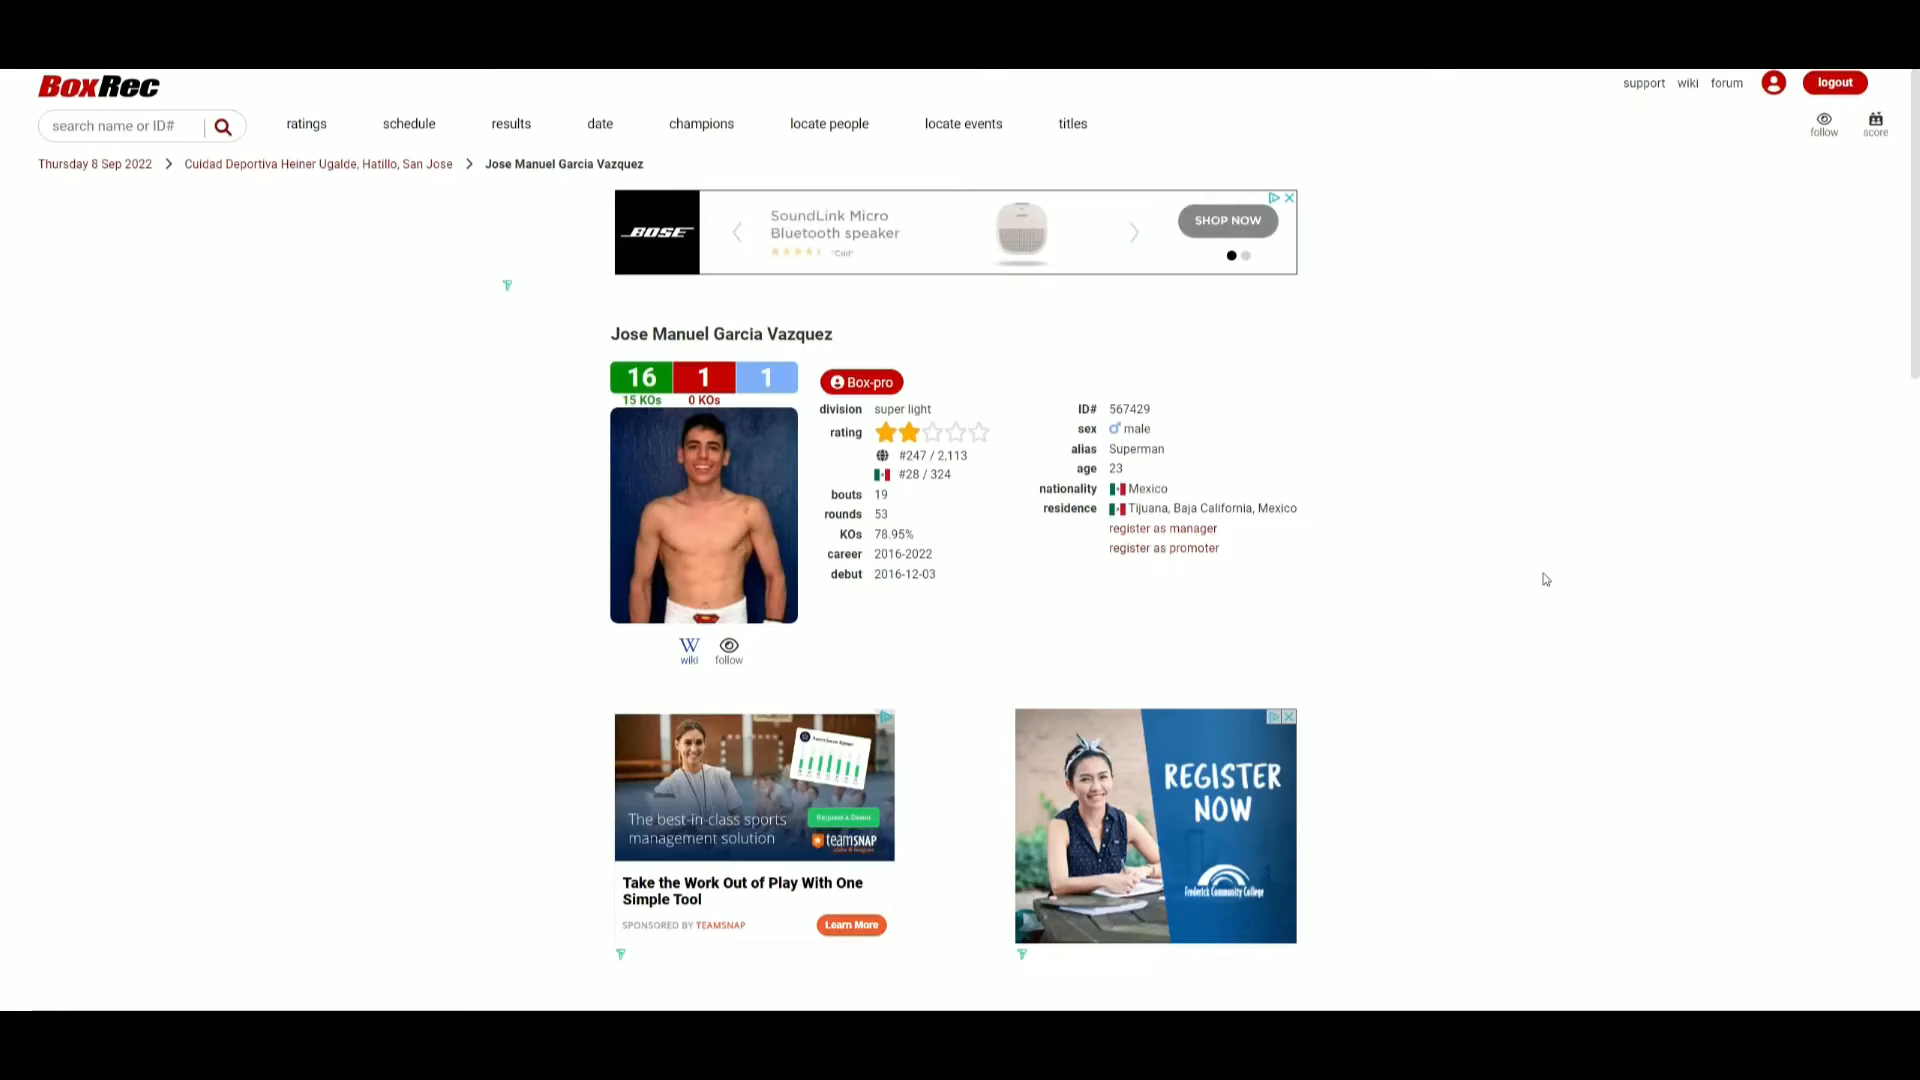 BoxRec
support wiki forum logout
search name or ID#
ratings schedule results date champions locate people locate events titles
follow score
Thursday 8 Sep 2022 Cuidad Deportiva Heiner Ugalde, Hatillo, San Jose Jose Manuel Garcia Vazquez
BOSE
SoundLink Micro
Bluetooth speaker
SHOP NOW
Jose Manuel Garcia Vazquez
16 1 1
15 KOs 0 KOs
Box-pro
division super light
rating
#247 / 2,113
#28 / 324
bouts 19
rounds 53
KOs 78.95%
career 2016-2022
debut 2016-12-03
ID# 567429
sex male
alias Superman
age 23
nationality Mexico
residence Tijuana, Baja California, Mexico
register as manager
register as promoter
W
wiki follow
The best-in-class sports
management solution
Request a Demo
teamSNAP
clubs & leagues
Take the Work Out of Play With One
Simple Tool
SPONSORED BY TEAMSNAP
Learn More
REGISTER
NOW
Frederick Community College